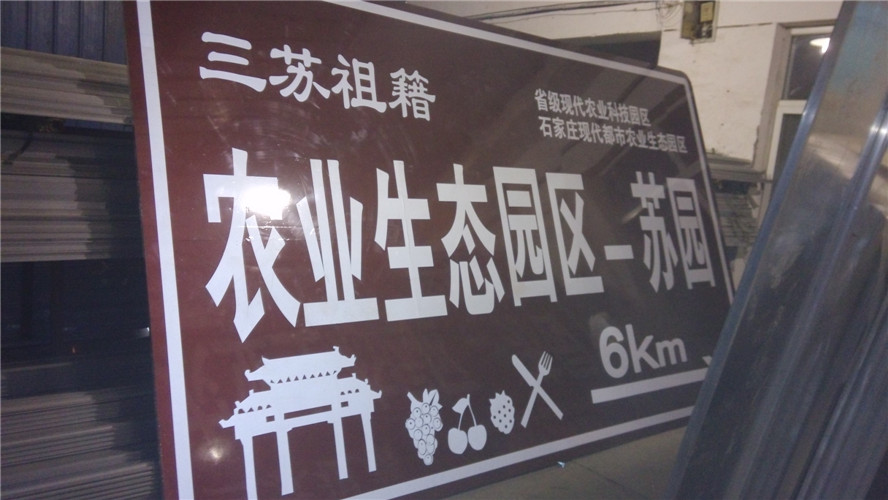 三苏祖籍
省级现代农业科技园区
石家庄现代都市农业生态园区
农业生态园区–苏园
6km